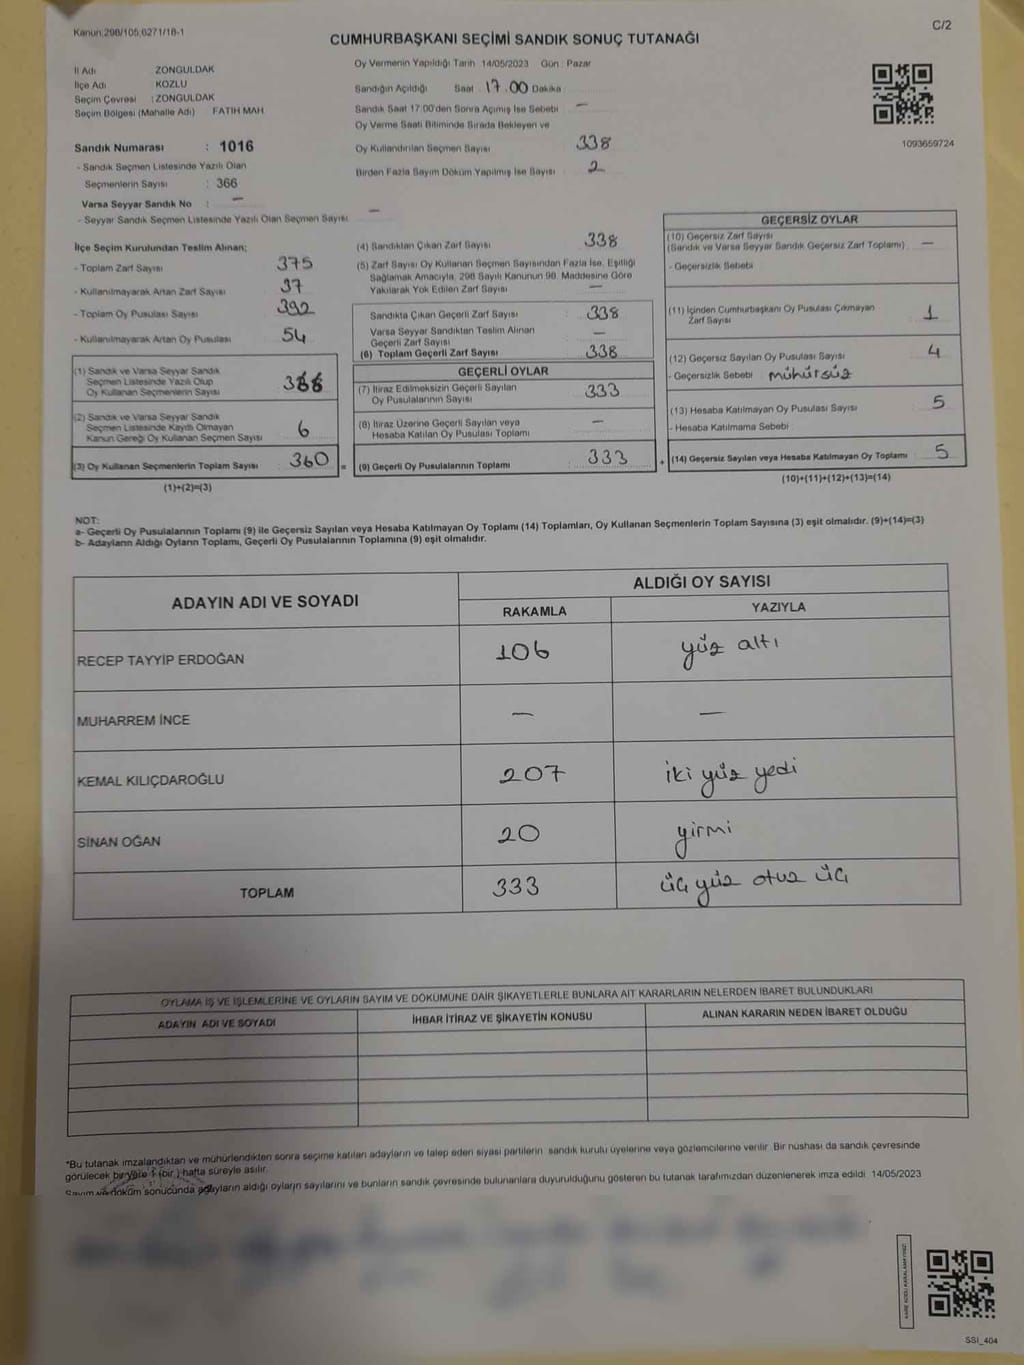 Kanun:298/105,6271/18-1
C/2
CUMHURBAŞKANI SEÇİMİ SANDIK SONUÇ TUTANAĞI
İl Adı ZONGULDAK
İlçe Adı KOZLU
Seçim Çevresi : ZONGULDAK
Seçim Bölgesi (Mahalle Adı) FATİH MAH
Oy Vermenin Yapıldığı Tarih 14/05/2023 Gün : Pazar
Sandığın Açıldığı Saat 17.00 Dakika
Sandık Saat 17.00'den Sonra Açılmış İse Sebebi —
Oy Verme Saati Bitiminde Sırada Bekleyen ve
Oy Kullandırılan Seçmen Sayısı 338
Birden Fazla Sayım Döküm Yapılmış İse Sayısı 2
1093659724
Sandık Numarası : 1016
- Sandık Seçmen Listesinde Yazılı Olan
Seçmenlerin Sayısı : 366
Varsa Seyyar Sandık No : —
- Seyyar Sandık Seçmen Listesinde Yazılı Olan Seçmen Sayısı —
İlçe Seçim Kurulundan Teslim Alınan;
- Toplam Zarf Sayısı 375
- Kullanılmayarak Artan Zarf Sayısı 37
- Toplam Oy Pusulası Sayısı 392
- Kullanılmayarak Artan Oy Pusulası 54
(1) Sandık ve Varsa Seyyar Sandık
Seçmen Listesinde Yazılı Olup
Oy Kullanan Seçmenlerin Sayısı
(2) Sandık ve Varsa Seyyar Sandık
Seçmen Listesinde Kaydı Olmayan
Kanun Gereği Oy Kullanan Seçmen Sayısı 6
(3) Oy Kullanan Seçmenlerin Toplam Sayısı 360 =
(1)+(2)=(3)
(4) Sandıktan Çıkan Zarf Sayısı 338
(5) Zarf Sayısı Oy Kullanan Seçmen Sayısından Fazla İse, Eşitliği
Sağlamak Amacıyla, 298 Sayılı Kanunun 98. Maddesine Göre
Yakılarak Yok Edilen Zarf Sayısı —
Sandıkta Çıkan Geçerli Zarf Sayısı 338
Varsa Seyyar Sandıktan Teslim Alınan
Geçerli Zarf Sayısı —
(6) Toplam Geçerli Zarf Sayısı 338
GEÇERLİ OYLAR
(7) İtiraz Edilmeksizin Geçerli Sayılan
Oy Pusulalarının Sayısı 333
(8) İtiraz Üzerine Geçerli Sayılan veya
Hesaba Katılan Oy Pusulası Toplamı —
(9) Geçerli Oy Pusulalarının Toplamı 333 +
GEÇERSİZ OYLAR
(10) Geçersiz Zarf Sayısı
(Sandık ve Varsa Seyyar Sandık Geçersiz Zarf Toplamı) —
- Geçersizlik Sebebi
(11) İçinden Cumhurbaşkanı Oy Pusulası Çıkmayan
Zarf Sayısı 1
(12) Geçersiz Sayılan Oy Pusulası Sayısı 4
- Geçersizlik Sebebi mühürsüz
(13) Hesaba Katılmayan Oy Pusulası Sayısı 5
- Hesaba Katılmama Sebebi
(14) Geçersiz Sayılan veya Hesaba Katılmayan Oy Toplamı 5
(10)+(11)+(12)+(13)=(14)
NOT:
a- Geçerli Oy Pusulalarının Toplamı (9) ile Geçersiz Sayılan veya Hesaba Katılmayan Oy Toplamı (14) Toplamları, Oy Kullanan Seçmenlerin Toplam Sayısına (3) eşit olmalıdır. (9)+(14)=(3)
b- Adayların Aldığı Oyların Toplamı, Geçerli Oy Pusulalarının Toplamına (9) eşit olmalıdır.
ADAYIN ADI VE SOYADI ALDIĞI OY SAYISI
RAKAMLA YAZIYLA
RECEP TAYYİP ERDOĞAN 106 yüz altı
MUHARREM İNCE — —
KEMAL KILIÇDAROĞLU 207 iki yüz yedi
SİNAN OĞAN 20 yirmi
TOPLAM 333 üç yüz otuz üç
OYLAMA İŞ VE İŞLEMLERİNE VE OYLARIN SAYIM VE DÖKÜMÜNE DAİR ŞİKAYETLERLE BUNLARA AİT KARARLARIN NELERDEN İBARET BULUNDUKLARI
ADAYIN ADI VE SOYADI İHBAR İTİRAZ VE ŞİKAYETİN KONUSU ALINAN KARARIN NEDEN İBARET OLDUĞU
*Bu tutanak imzalandıktan ve mühürlendikten sonra seçime katılan adayların ve talep eden siyasi partilerin sandık kurulu üyelerine veya gözlemcilerine verilir. Bir nüshası da sandık çevresinde
görülecek bir yere 1 (bir ) hafta süreyle asılır.
Sayım ve döküm sonucunda adayların aldığı oyların sayılarını ve bunların sandık çevresinde bulunanlara duyurulduğunu gösteren bu tutanak tarafımızdan düzenlenerek imza edildi 14/05/2023
SSI_404